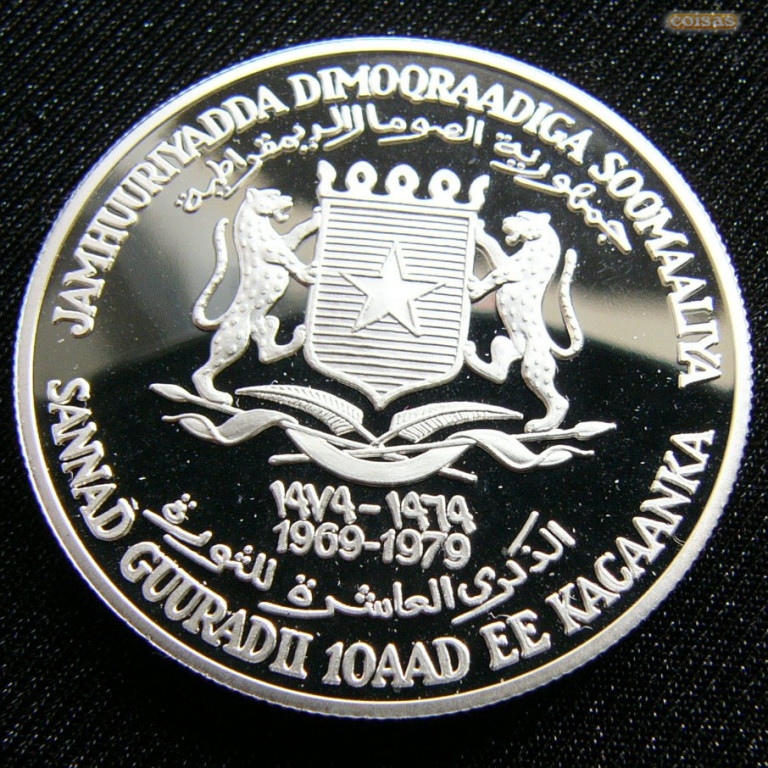 coisas
JAMHUURIYADDA DIMOQRAADIGA SOOMAALIYA
جمهورية الصومال الديمقراطية
١٩٧٩ - ١٩٦٩
1969-1979
الذكرى العاشرة للثورة
SANNAD GUURADII 10AAD EE KACAANKA